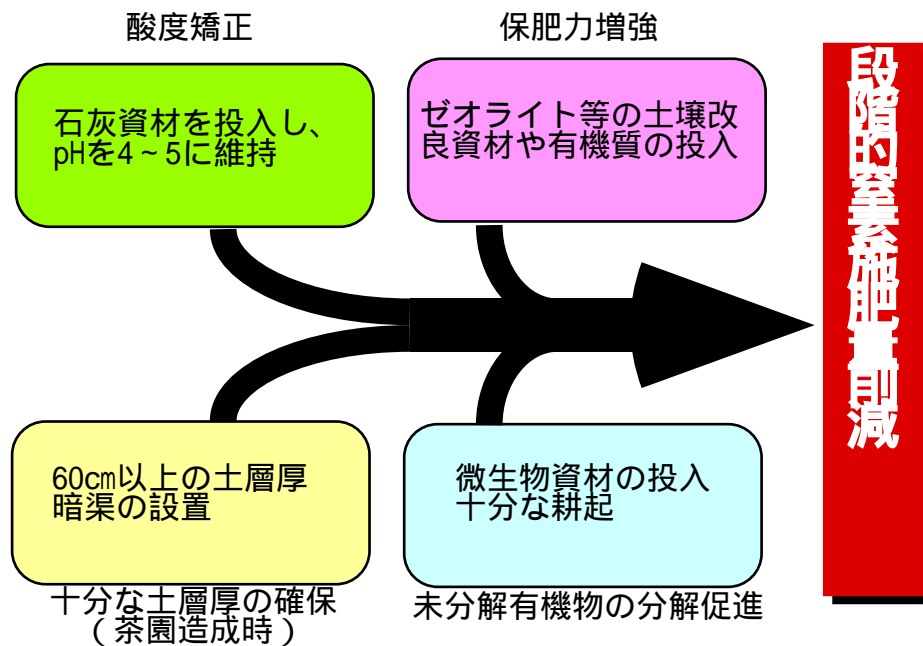 酸度矯正
石灰資材を投入し、
pHを4～5に維持
保肥力増強
ゼオライト等の土壌改
良資材や有機質の投入
60cm以上の土層厚
暗渠の設置
十分な土層厚の確保
（茶園造成時）
微生物資材の投入
十分な耕起
未分解有機物の分解促進
段階的窒素施肥量削減